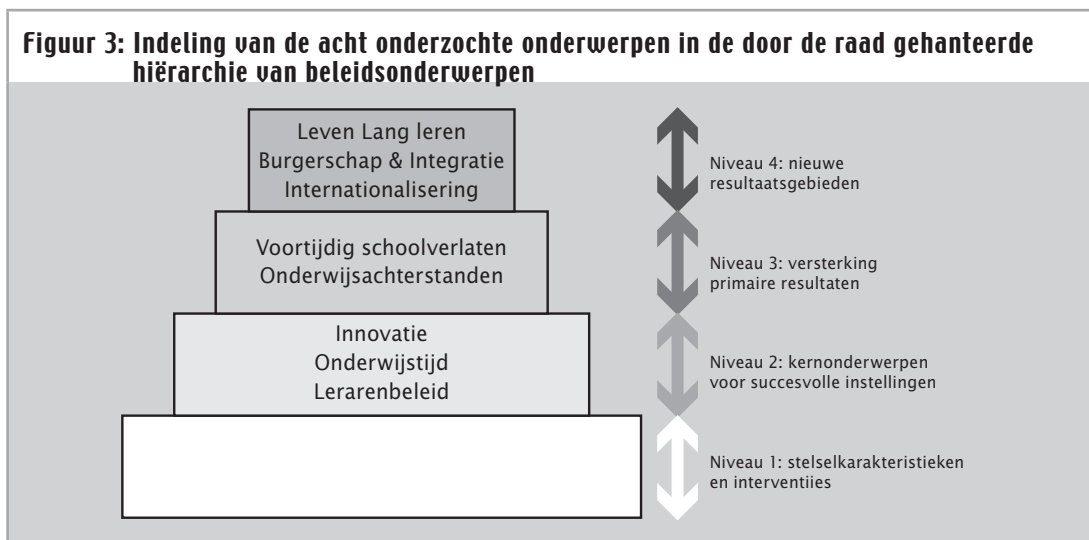 Figuur 3: Indeling van de acht onderzochte onderwerpen in de door de raad gehanteerde
hiërarchie van beleidsonderwerpen
Leven Lang leren
Burgerschap & Integratie
Internationalisering
Niveau 4: nieuwe
resultaatsgebieden
Voortijdig schoolverlaten
Onderwijsachterstanden
Niveau 3: versterking
primaire resultaten
Innovatie
Onderwijstijd
Lerarenbeleid
Niveau 2: kernonderwerpen
voor succesvolle instellingen
Niveau 1: stelselkarakteristieken
en interventiies